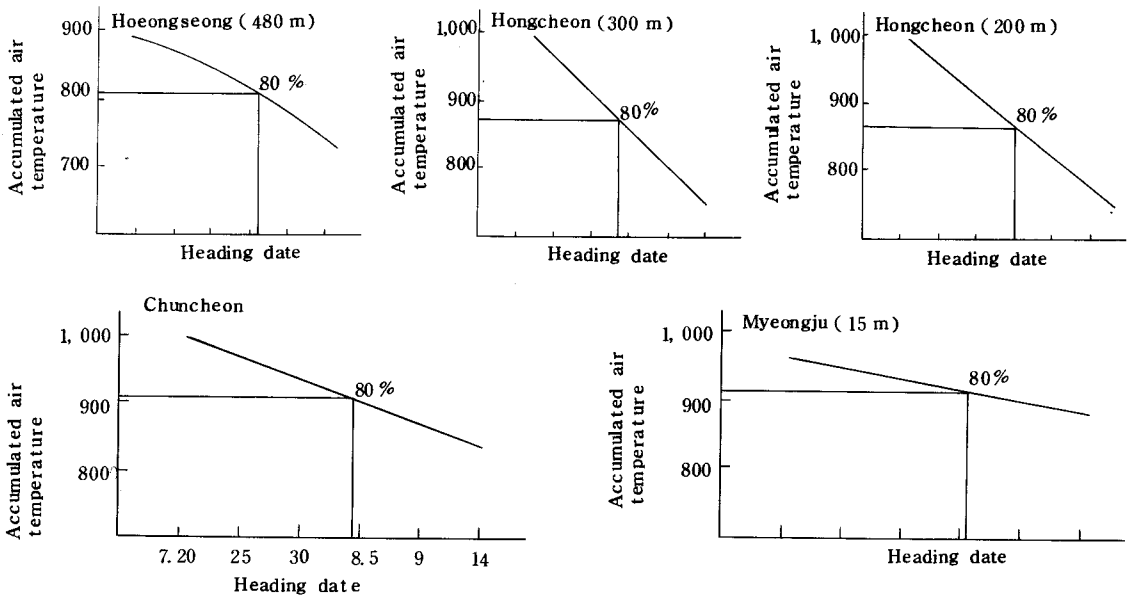 Hoeongseong (480 m)
900
800
700
80 %
Accumulated air
temperature
Heading date
Hongcheon (300 m)
1,000
900
800
80%
Accumulated air
temperature
Heading date
Hongcheon (200 m)
1,000
900
800
80 %
Accumulated air
temperature
Heading date
Chuncheon
1,000
900
800
80 %
Accumulated air
temperature
7.20 25 30 8.5 9 14
Heading date
Myeongju (15 m)
1,000
900
800
80%
Accumulated air
temperature
Heading date